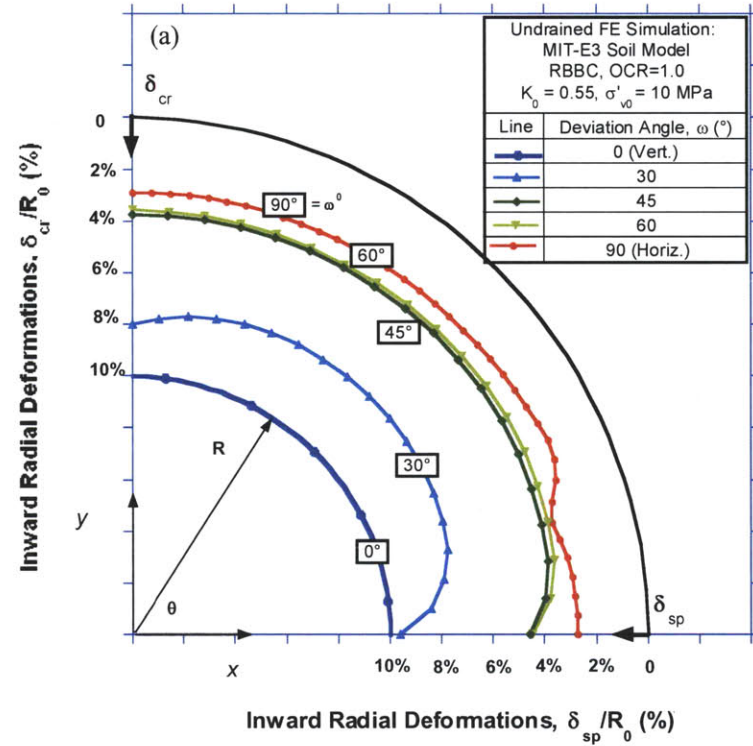 (a)
Undrained FE Simulation:
MIT-E3 Soil Model
RBBC, OCR=1.0
K0 = 0.55, σ'v0 = 10 MPa
Line Deviation Angle, ω (°)
0 (Vert.)
30
45
60
90 (Horiz.)
δcr
0
2%
4%
6%
8%
10%
Inward Radial Deformations, δcr/R0 (%)
90° = ω⁰
60°
45°
30°
0°
R
θ
y
x
δsp
10% 8% 6% 4% 2% 0
Inward Radial Deformations, δsp/R0 (%)